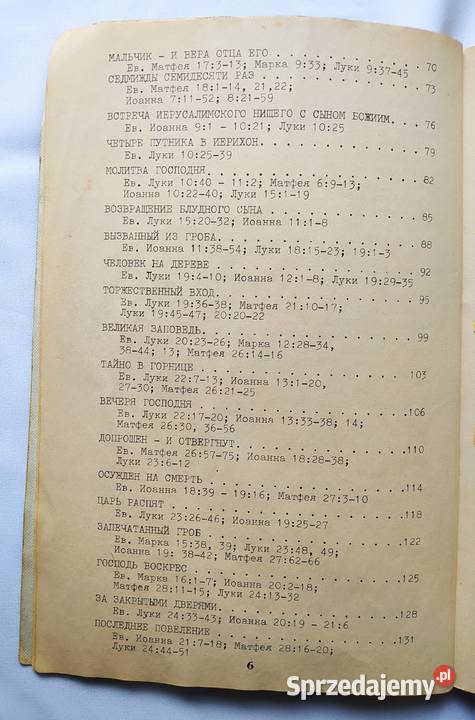 МАЛЬЧИК - И ВЕРА ОТЦА ЕГО . . . . . . . . . . . . 70
Ев. Матфея 17:3-13; Марка 9:33; Луки 9:37-45
СЕДМИЖДЫ СЕМИДЕСЯТИ РАЗ . . . . . . . . . . . . 73
Ев. Матфея 18:1-14, 21,22;
Иоанна 7:11-52; 8:21-59
ВСТРЕЧА ИЕРУСАЛИМСКОГО НИЩЕГО С СЫНОМ БОЖИИМ. . . . 76
Ев. Иоанна 9:1 - 10:21; Луки 10:25
ЧЕТЫРЕ ПУТНИКА В ИЕРИХОН. . . . . . . . . . . . 79
Ев. Луки 10:25-39
МОЛИТВА ГОСПОДНЯ. . . . . . . . . . . . 82
Ев. Луки 10:40 - 11:2; Матфея 6:9-13;
Иоанна 10:22-40; Луки 15:1-19
ВОЗВРАЩЕНИЕ БЛУДНОГО СЫНА . . . . . . . . . . . . 85
Ев. Луки 15:20-32; Иоанна 11:1-8
ВЫЗВАННЫЙ ИЗ ГРОБА. . . . . . . . . . . . 88
Ев. Иоанна 11:38-54; Луки 18:15-23; 19:1-3
ЧЕЛОВЕК НА ДЕРЕВЕ . . . . . . . . . . . . 92
Ев. Луки 19:4-10; Иоанна 12:1-8; Луки 19:29-35
ТОРЖЕСТВЕННЫЙ ВХОД. . . . . . . . . . . . 95
Ев. Луки 19:36-38; Матфея 21:10-17;
Луки 19:45-47; 20:20-22
ВЕЛИКАЯ ЗАПОВЕДЬ. . . . . . . . . . . . 99
Ев. Луки 20:23-26; Марка 12:28-34,
38-44; 13; Матфея 26:14-16
ТАЙНО В ГОРНИЦЕ . . . . . . . . . . . . 103
Ев. Луки 22:7-13; Иоанна 13:1-20,
27-30; Матфея 26:21-25
ВЕЧЕРЯ ГОСПОДНЯ . . . . . . . . . . . . 106
Ев. Луки 22:17-20; Иоанна 13:33-38; 14;
Матфея 26:30, 36-56
ДОПРОШЕН - И ОТВЕРГНУТ. . . . . . . . . . . . 110
Ев. Матфея 26:57-75; Иоанна 18:28-38;
Луки 23:6-12
ОСУЖДЕН НА СМЕРТЬ . . . . . . . . . . . . 114
Ев. Иоанна 18:39 - 19:16; Матфея 27:3-10
ЦАРЬ РАСПЯТ . . . . . . . . . . . . 118
Ев. Луки 23:26-46; Иоанна 19:25-27
ЗАПЕЧАТАННЫЙ ГРОБ . . . . . . . . . . . . 122
Ев. Марка 15:38, 39; Луки 23:48, 49;
Иоанна 19: 38-42; Матфея 27:62-66
ГОСПОДЬ ВОСКРЕС . . . . . . . . . . . . 125
Ев. Марка 16:1-7; Иоанна 20:2-18;
Матфея 28:11-15; Луки 24:13-32
ЗА ЗАКРЫТЫМИ ДВЕРЯМИ. . . . . . . . . . . . 128
Ев. Луки 24:33-43; Иоанна 20:19 - 21:6
ПОСЛЕДНЕЕ ПОВЕЛЕНИЕ . . . . . . . . . . . . 131
Ев. Иоанна 21:7-18; Матфея 28:16-20;
Луки 24:44-51
6
Sprzedajemy.pl